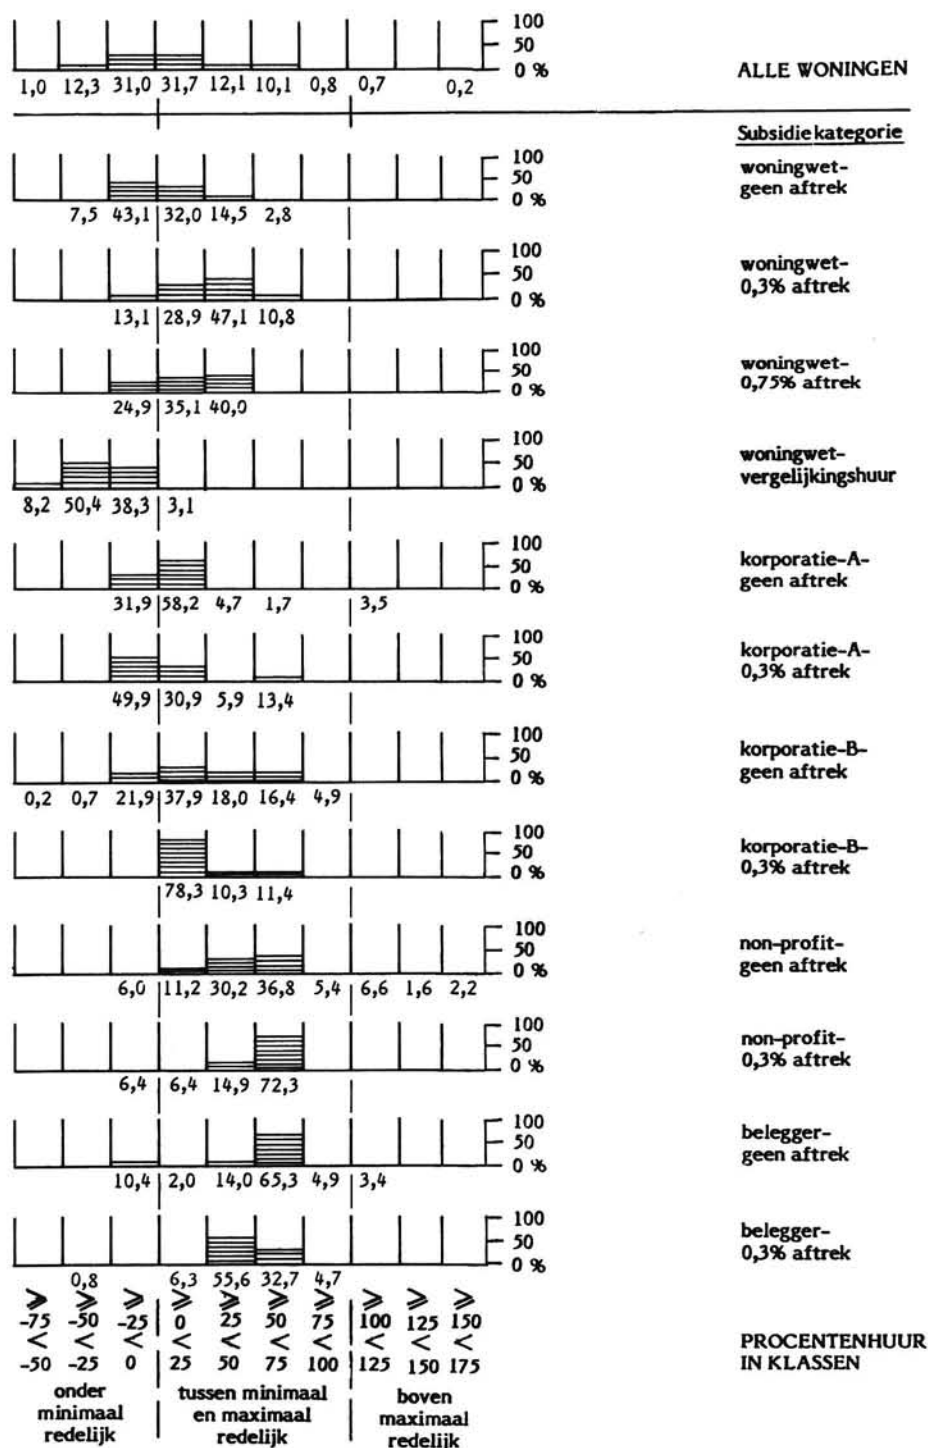 100
50
0 %
1,0 12,3 31,0 31,7 12,1 10,1 0,8 0,7 0,2
ALLE WONINGEN
Subsidiekategorie
100
50
0 %
7,5 43,1 32,0 14,5 2,8
woningwet-
geen aftrek
100
50
0 %
13,1 28,9 47,1 10,8
woningwet-
0,3% aftrek
100
50
0 %
24,9 35,1 40,0
woningwet-
0,75% aftrek
100
50
0 %
8,2 50,4 38,3 3,1
woningwet-
vergelijkingshuur
100
50
0 %
31,9 58,2 4,7 1,7 3,5
korporatie-A-
geen aftrek
100
50
0 %
49,9 30,9 5,9 13,4
korporatie-A-
0,3% aftrek
100
50
0 %
0,2 0,7 21,9 37,9 18,0 16,4 4,9
korporatie-B-
geen aftrek
100
50
0 %
78,3 10,3 11,4
korporatie-B-
0,3% aftrek
100
50
0 %
6,0 11,2 30,2 36,8 5,4 6,6 1,6 2,2
non-profit-
geen aftrek
100
50
0 %
6,4 6,4 14,9 72,3
non-profit-
0,3% aftrek
100
50
0 %
10,4 2,0 14,0 65,3 4,9 3,4
belegger-
geen aftrek
100
50
0 %
0,8 6,3 55,6 32,7 4,7
belegger-
0,3% aftrek
⩾ ⩾ ⩾ ⩾ ⩾ ⩾ ⩾ ⩾ ⩾ ⩾
-75 -50 -25 0 25 50 75 100 125 150
< < < < < < < < < <
-50 -25 0 25 50 75 100 125 150 175
PROCENTENHUUR
IN KLASSEN
onder
minimaal
redelijk
tussen minimaal
en maximaal
redelijk
boven
maximaal
redelijk